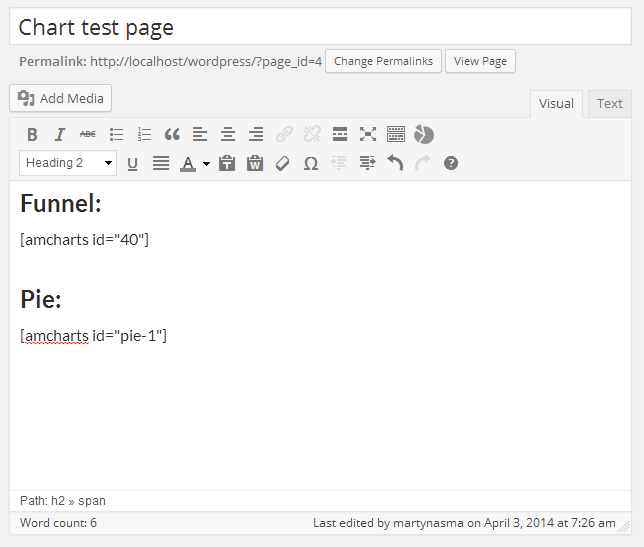 Chart test page
Permalink: http://localhost/wordpress/?page_id=4 Change Permalinks View Page
Add Media Visual Text
B I ABC
Heading 2 U A T W Ω ?
Funnel:
[amcharts id="40"]
Pie:
[amcharts id="pie-1"]
Path: h2 » span
Word count: 6 Last edited by martynasma on April 3, 2014 at 7:26 am